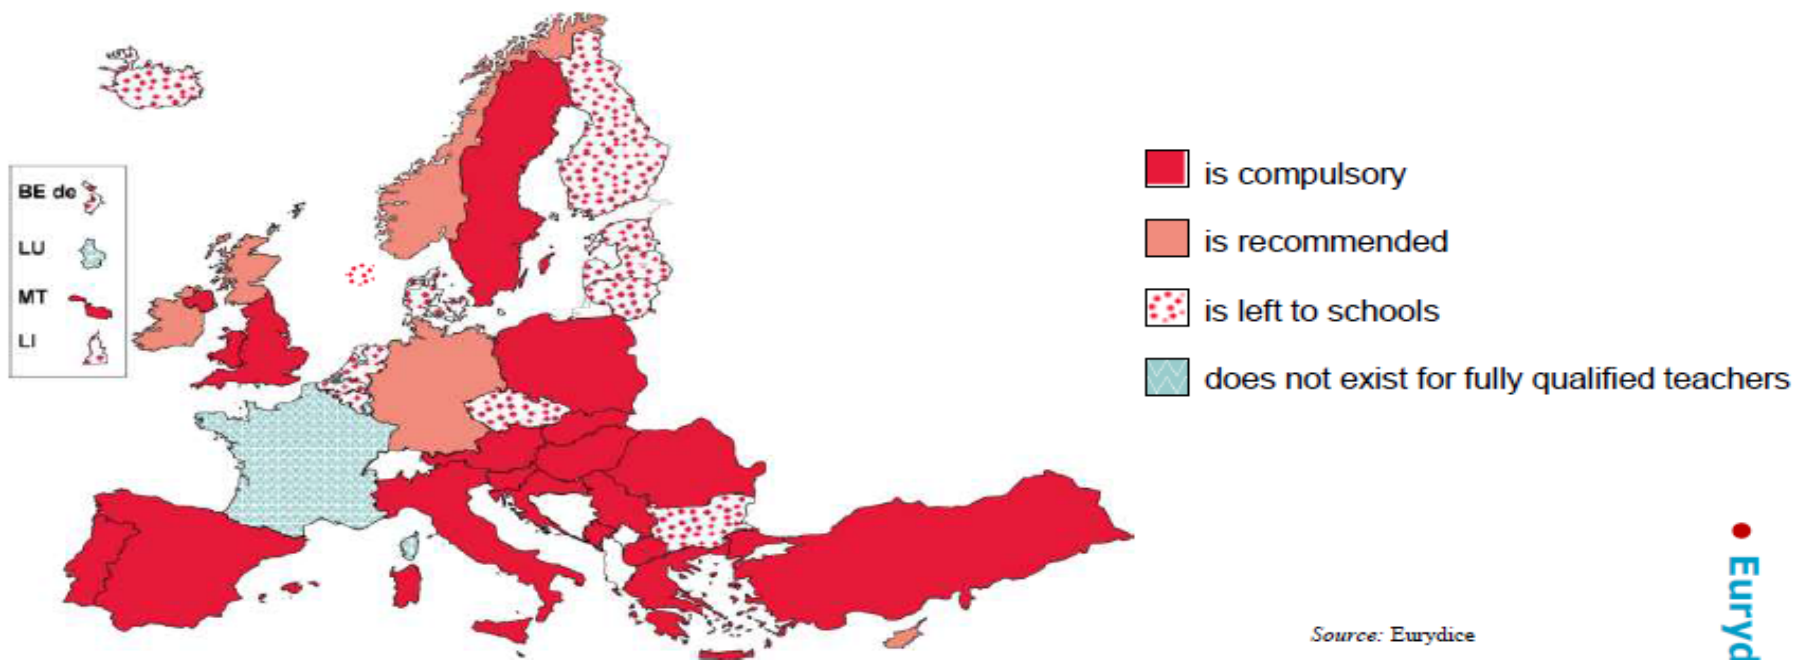 BE de
LU
MT
LI
is compulsory
is recommended
is left to schools
does not exist for fully qualified teachers
Source: Eurydice
Euryd